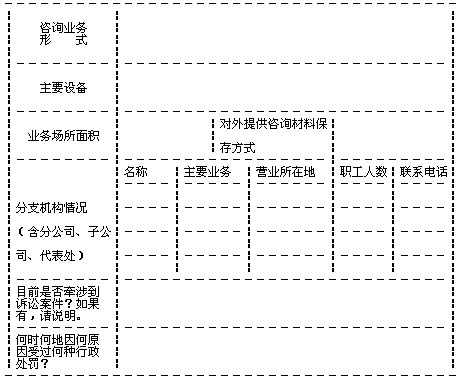 咨询业务
形　　式
主要设备
业务场所面积
对外提供咨询材料保
存方式
名称　主要业务　营业所在地　职工人数　联系电话
分支机构情况
（含分公司、子公
司、代表处）
目前是否牵涉到
诉讼案件？如果
有，请说明。
何时何地因何原
因受过何种行政
处罚？